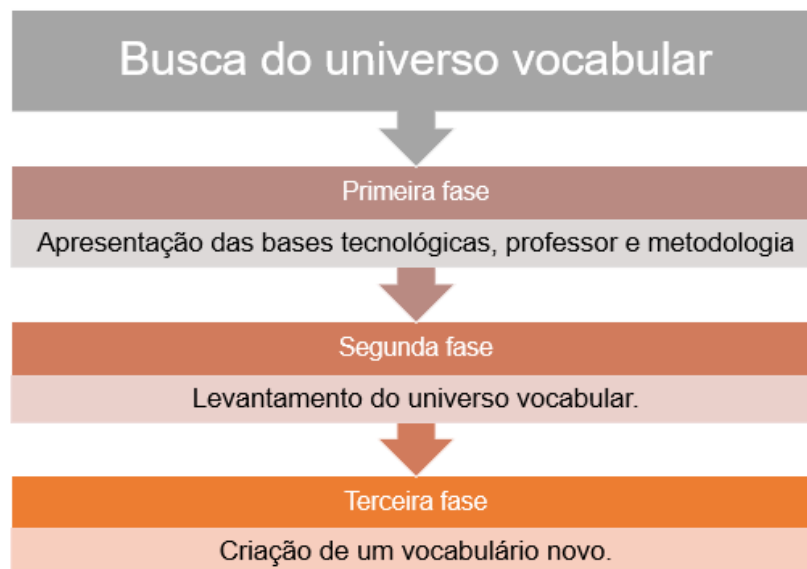 Busca do universo vocabular
Primeira fase
Apresentação das bases tecnológicas, professor e metodologia
Segunda fase
Levantamento do universo vocabular.
Terceira fase
Criação de um vocabulário novo.